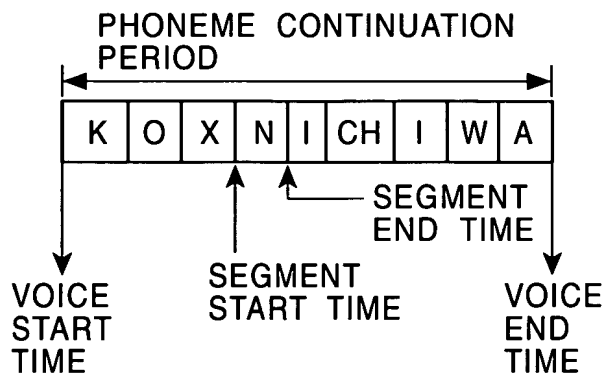 PHONEME CONTINUATION
PERIOD
K O X N I CH I W A
SEGMENT
END TIME
SEGMENT
START TIME
VOICE
START
TIME
VOICE
END
TIME